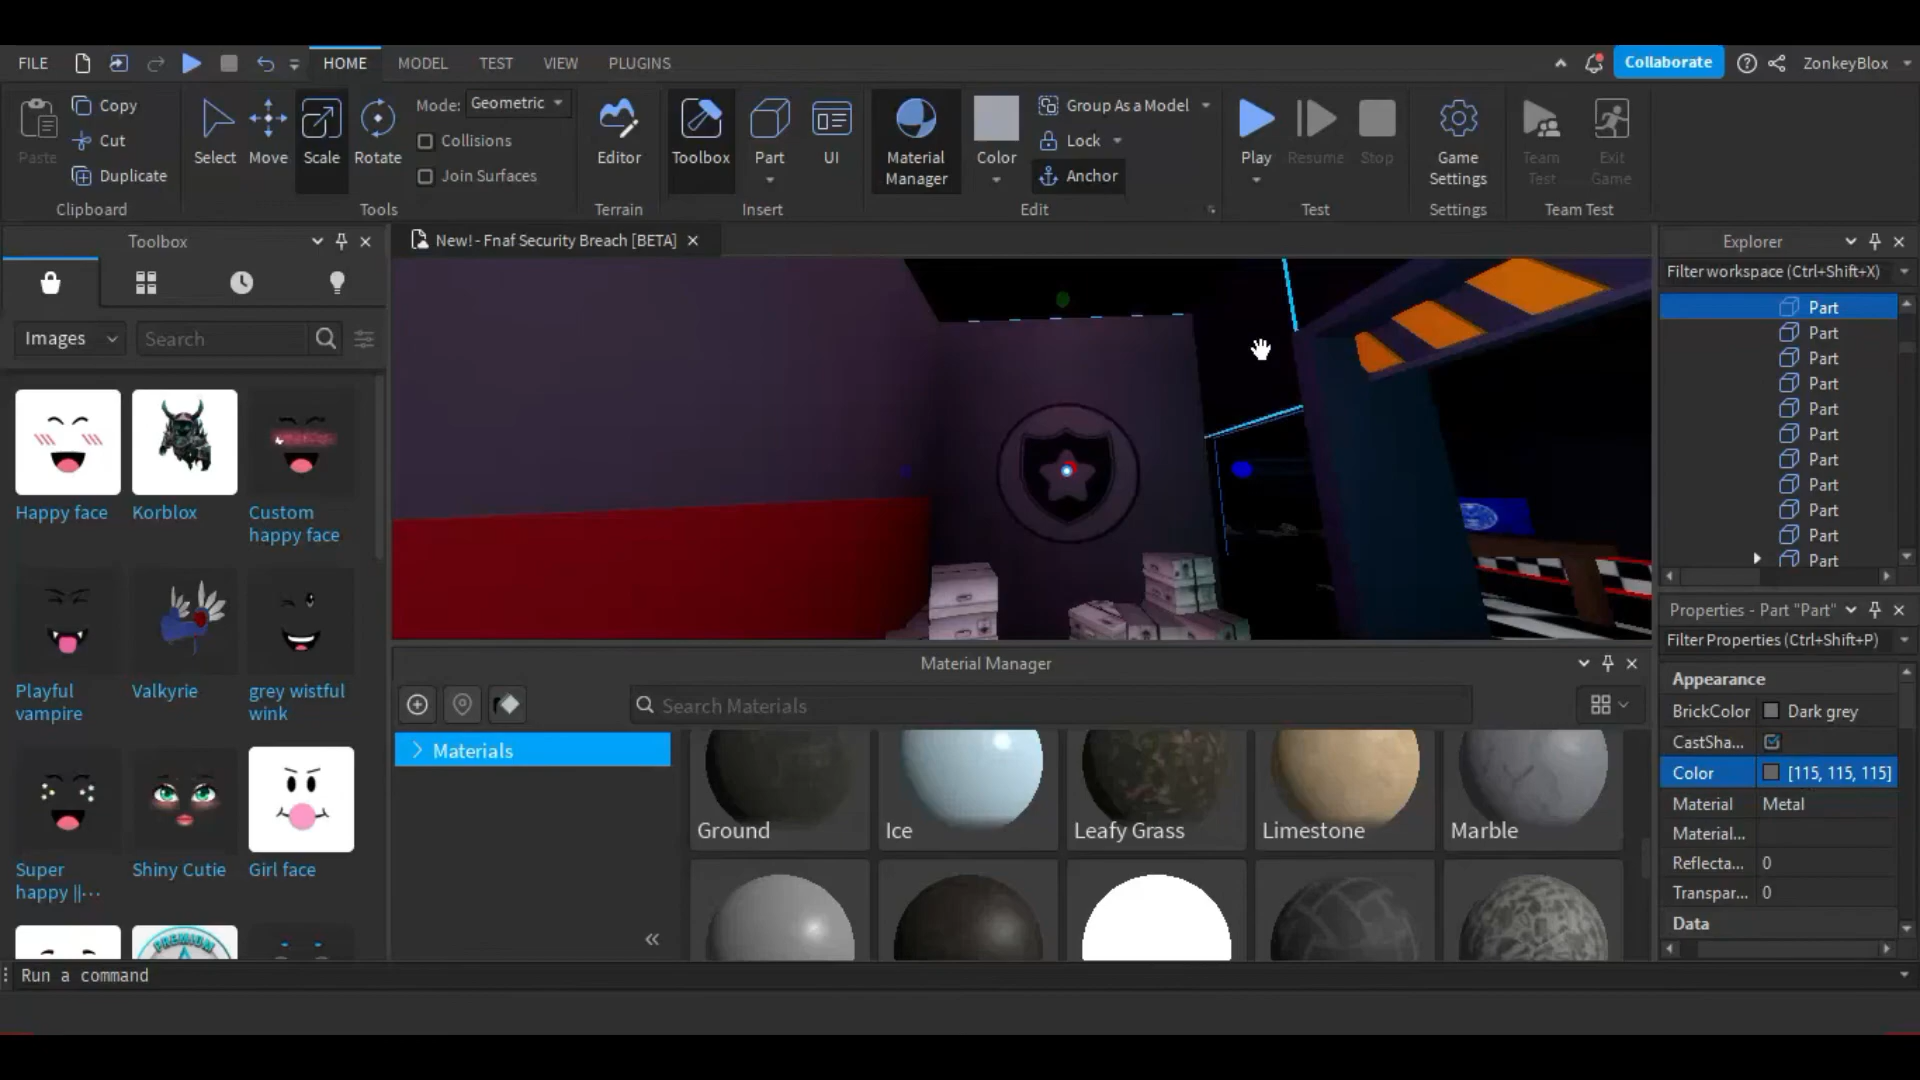 FILE HOME MODEL TEST VIEW PLUGINS Collaborate ZonkeyBlox
Paste Copy Cut Duplicate Clipboard
Select Move Scale Rotate Mode: Geometric Collisions Join Surfaces Tools
Editor Terrain
Toolbox Part UI Insert
Material Manager Color Group As a Model Lock Anchor Edit
Play Resume Stop Test
Game Settings Settings
Team Test Exit Game Team Test
Toolbox
Images Search
Happy face Korblox Custom happy face
Playful vampire Valkyrie grey wistful wink
Super happy ||··· Shiny Cutie Girl face
PREMIUM
New! - Fnaf Security Breach [BETA]
Material Manager
Search Materials
Materials
Ground Ice Leafy Grass Limestone Marble
Explorer
Filter workspace (Ctrl+Shift+X)
Part
Part
Part
Part
Part
Part
Part
Part
Part
Part
Part
Properties - Part "Part"
Filter Properties (Ctrl+Shift+P)
Appearance
BrickColor Dark grey
CastSha...
Color [115, 115, 115]
Material Metal
Material...
Reflecta... 0
Transpar... 0
Data
Run a command